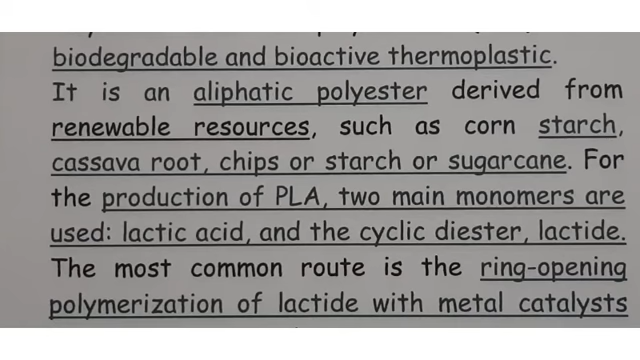 biodegradable and bioactive thermoplastic.
It is an aliphatic polyester derived from
renewable resources, such as corn starch,
cassava root, chips or starch or sugarcane. For
the production of PLA, two main monomers are
used: lactic acid, and the cyclic diester, lactide.
The most common route is the ring-opening
polymerization of lactide with metal catalysts